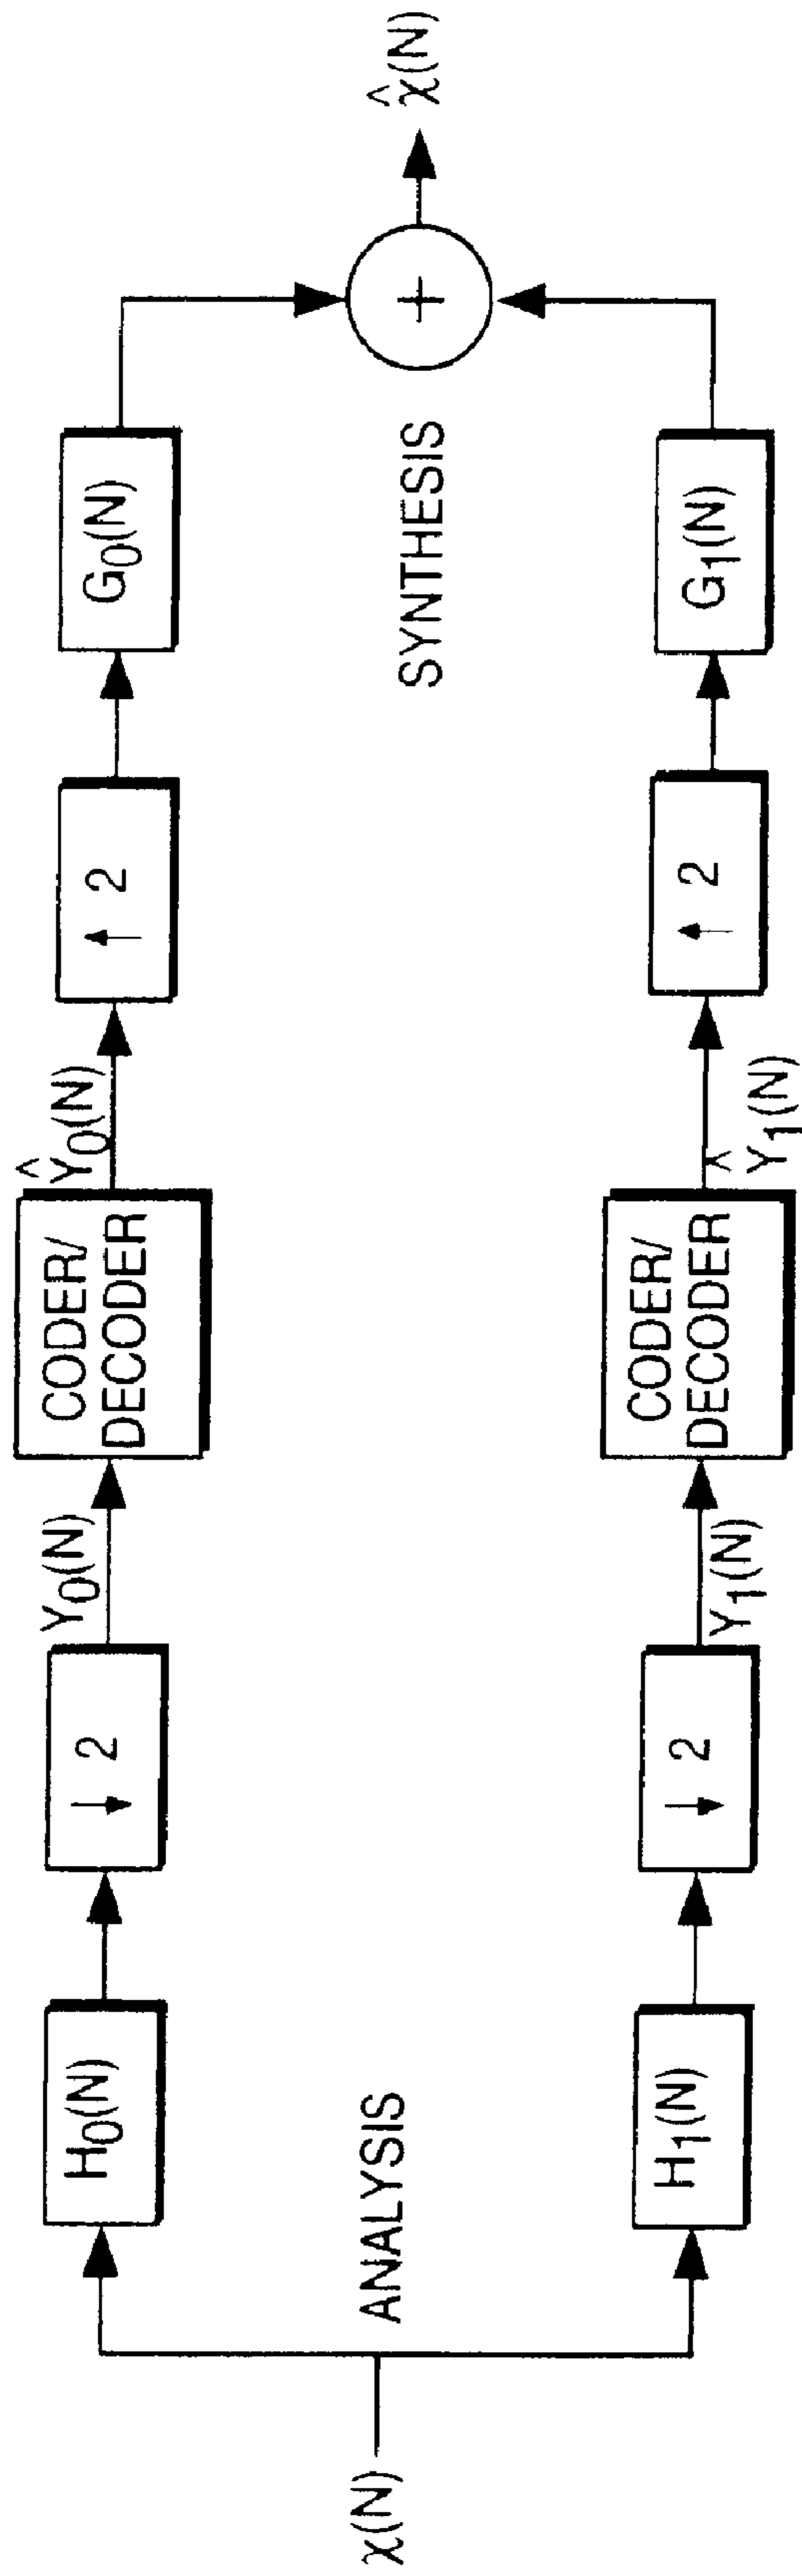 χ(N)
ANALYSIS
H₀(N)
↓ 2
Y₀(N)
CODER/
DECODER
Ŷ₀(N)
↑ 2
G₀(N)
H₁(N)
↓ 2
Y₁(N)
CODER/
DECODER
Ŷ₁(N)
↑ 2
G₁(N)
SYNTHESIS
+
χ̂(N)